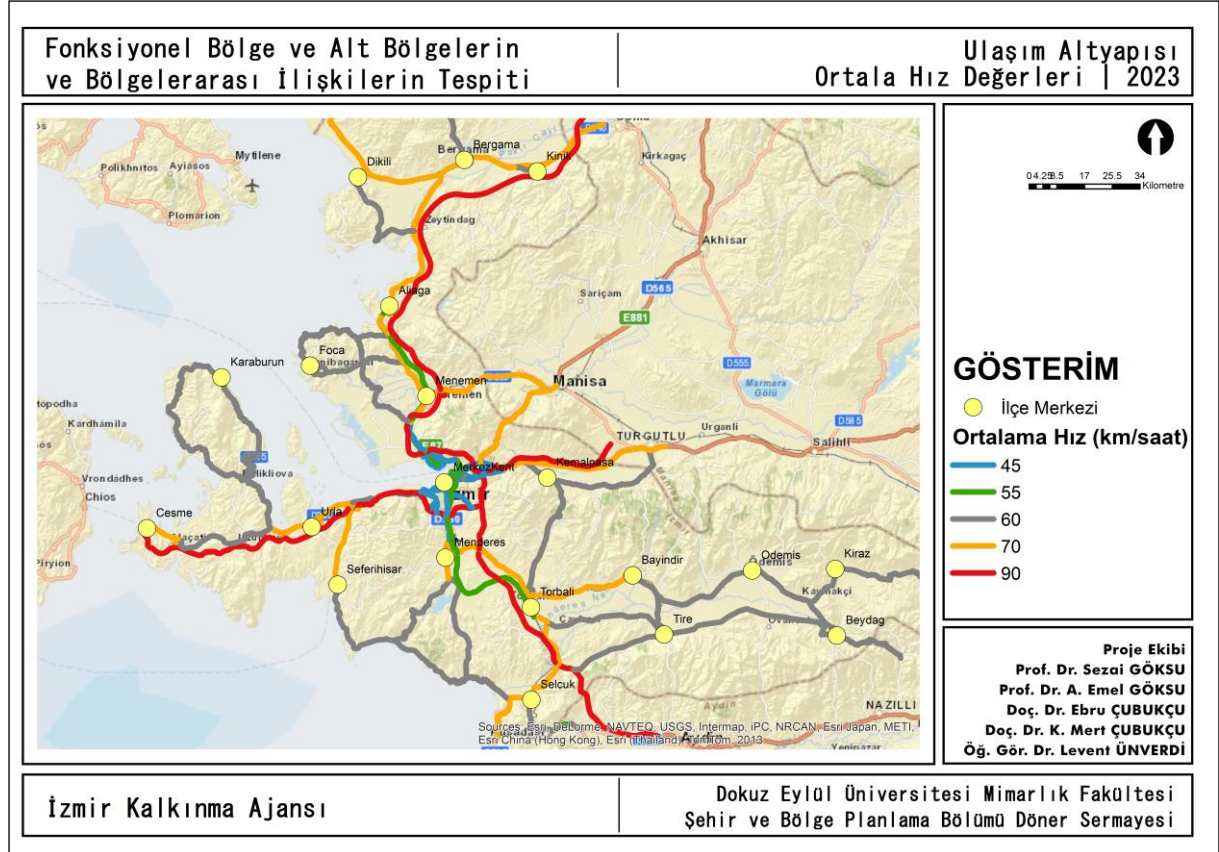 Fonksiyonel Bölge ve Alt Bölgelerin
ve Bölgelerarası İlişkilerin Tespiti
Ulaşım Altyapısı
Ortala Hız Değerleri | 2023
Polikhnitos
Ayiásos
Mytilene
Plomarion
Dikili
Bergama
Bergama
Kinik
Kirkagaç
Zeytindag
Akhisar
D565
Sariçam
E881
Aliaga
Foca
Karaburun
Menemen
Manisa
D555
Marmara
Gölü
D585
Kardhámila
Vrondádhes
Chios
E87
TURGUTLU
Urganli
Salihli
MerkezKent
Kemalpasa
Izmir
Cesme
Urla
Menderes
Seferihisar
Bayindir
Odemis
Ödemis
Kiraz
Torbali
Tire
Beydag
Selcuk
Aydin
NAZILLI
Yenipazar
Sources: Esri, DeLorme, NAVTEQ, USGS, Intermap, iPC, NRCAN, Esri Japan, METI,
Esri China (Hong Kong), Esri (Thailand), TomTom, 2013
0 4.25 8.5 17 25.5 34
Kilometre
GÖSTERİM
İlçe Merkezi
Ortalama Hız (km/saat)
45
55
60
70
90
Proje Ekibi
Prof. Dr. Sezai GÖKSU
Prof. Dr. A. Emel GÖKSU
Doç. Dr. Ebru ÇUBUKÇU
Doç. Dr. K. Mert ÇUBUKÇU
Öğ. Gör. Dr. Levent ÜNVERDİ
İzmir Kalkınma Ajansı
Dokuz Eylül Üniversitesi Mimarlık Fakültesi
Şehir ve Bölge Planlama Bölümü Döner Sermayesi